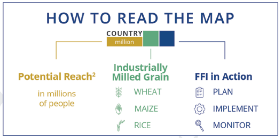 HOW TO READ THE MAP
COUNTRY
million
Potential Reach²
in millions
of people
Industrially
Milled Grain
WHEAT
MAIZE
RICE
FFI in Action
PLAN
IMPLEMENT
MONITOR